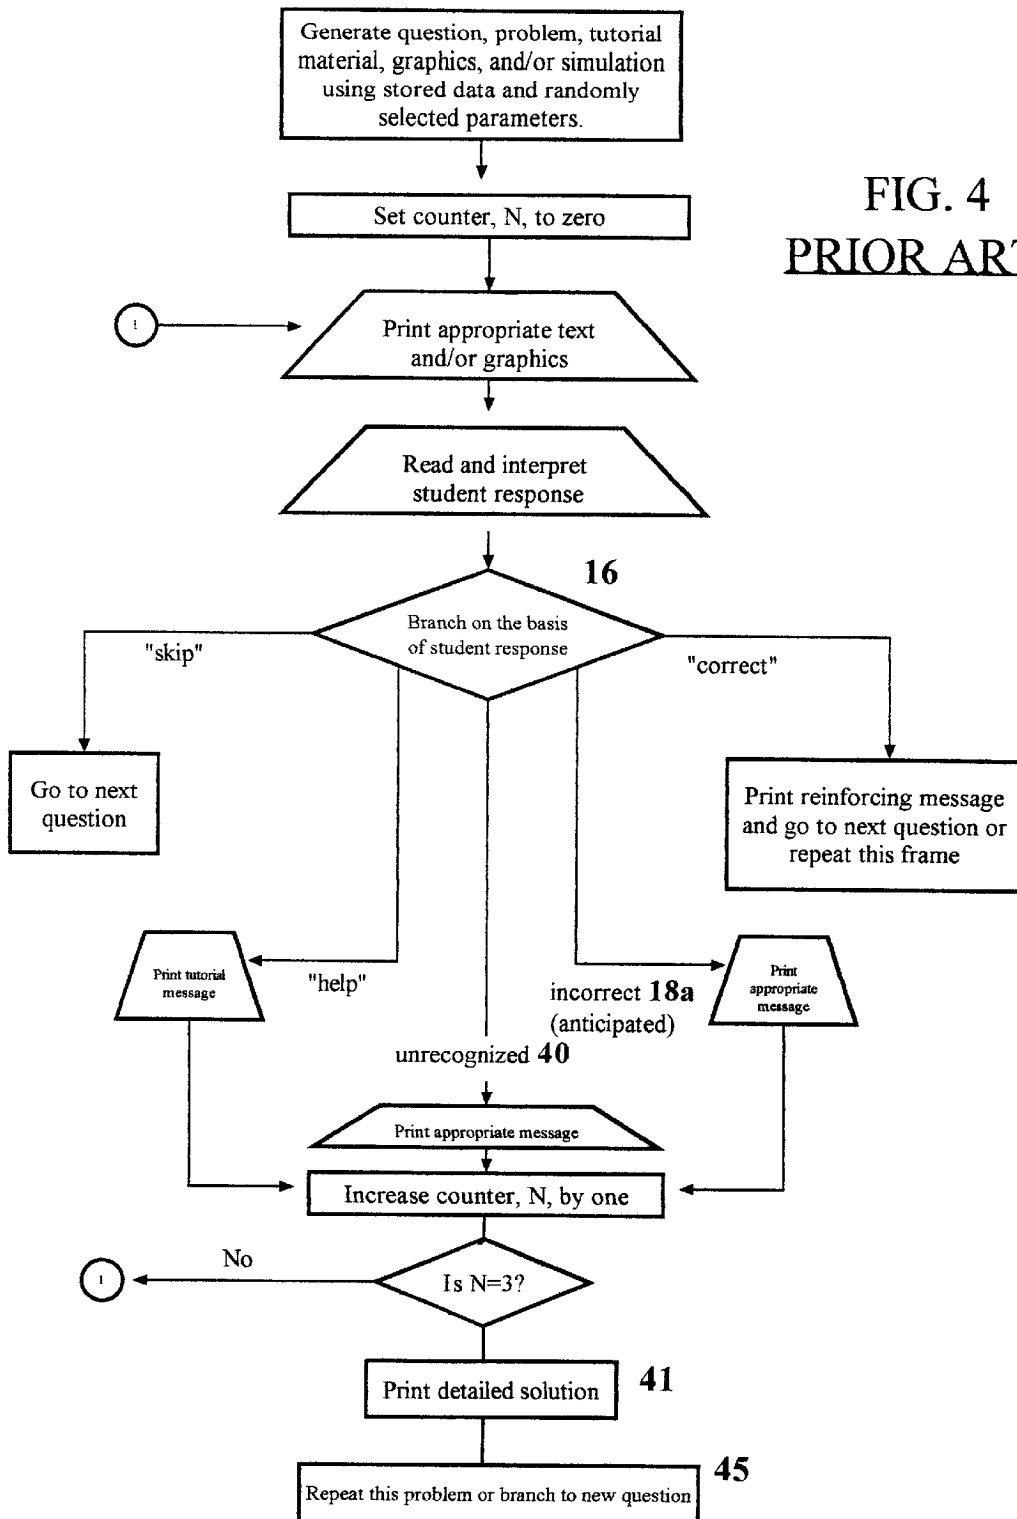 Generate question, problem, tutorial
material, graphics, and/or simulation
using stored data and randomly
selected parameters.
FIG. 4
PRIOR ART
Set counter, N, to zero
1
Print appropriate text
and/or graphics
Read and interpret
student response
16
Branch on the basis
of student response
"skip"
"correct"
Go to next
question
Print reinforcing message
and go to next question or
repeat this frame
Print tutorial
message
"help"
incorrect 18a
(anticipated)
Print
appropriate
message
unrecognized 40
Print appropriate message
Increase counter, N, by one
No
1
Is N=3?
Print detailed solution
41
45
Repeat this problem or branch to new question